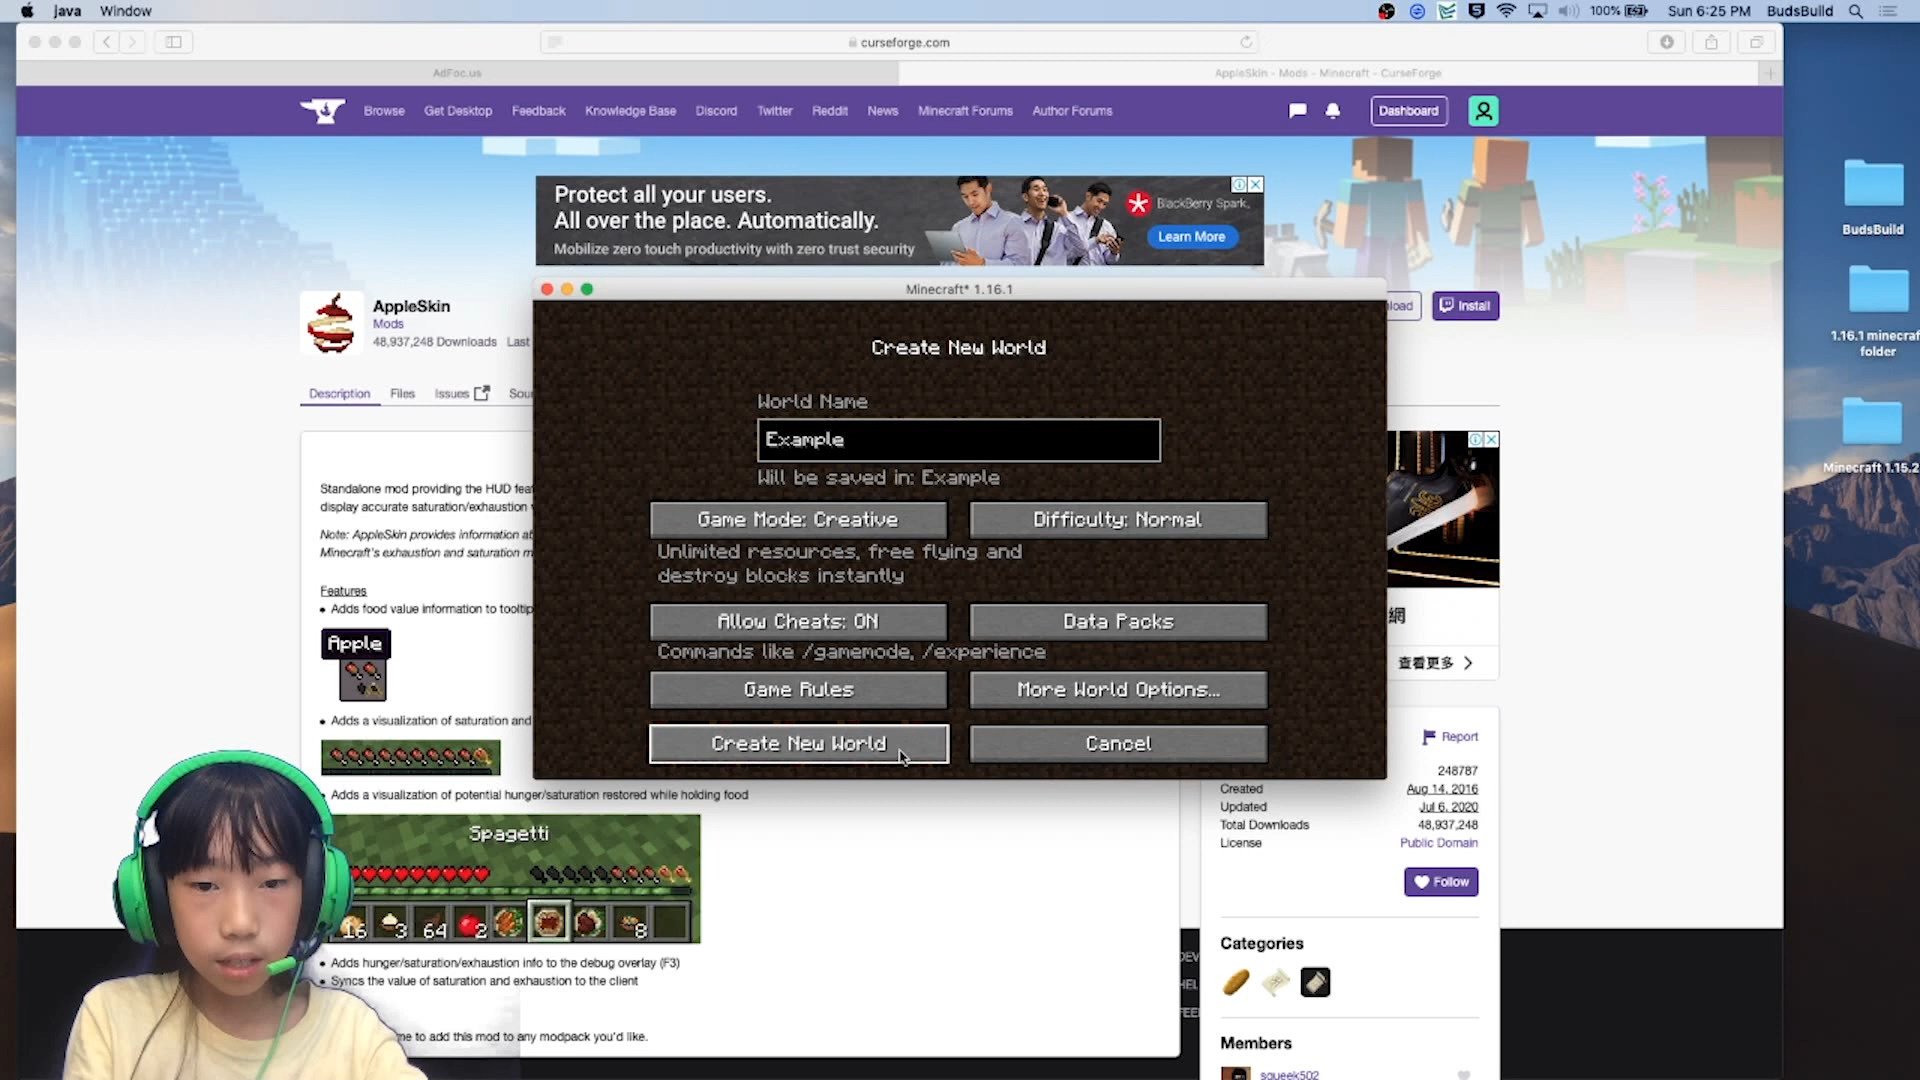 Java Window
100% Sun 6:25 PM BudsBuild
curseforge.com
AdFoc.us
AppleSkin - Mods - Minecraft - CurseForge
Browse Get Desktop Feedback Knowledge Base Discord Twitter Reddit News Minecraft Forums Author Forums Dashboard
Protect all your users.
All over the place. Automatically.
Mobilize zero touch productivity with zero trust security
BlackBerry Spark.
Learn More
BudsBuild
1.16.1 minecraf
folder
Minecraft 1.15.2
AppleSkin
Mods
48,937,248 Downloads Last
load
Install
Description Files Issues Sour
Minecraft* 1.16.1
Create New World
World Name
Example
Will be saved in: Example
Game Mode: Creative
Difficulty: Normal
Unlimited resources, free flying and
destroy blocks instantly
Allow Cheats: ON
Data Packs
Commands like /gamemode, /experience
Game Rules
More World Options...
Create New World
Cancel
Standalone mod providing the HUD fea
display accurate saturation/exhaustion
Note: AppleSkin provides information a
Minecraft's exhaustion and saturation m
Features
• Adds food value information to tooltip
Apple
• Adds a visualization of saturation and
• Adds a visualization of potential hunger/saturation restored while holding food
Spagetti
16 3 64 2 8
• Adds hunger/saturation/exhaustion info to the debug overlay (F3)
• Syncs the value of saturation and exhaustion to the client
me to add this mod to any modpack you'd like.
網
查看更多
Report
248787
Created Aug 14, 2016
Updated Jul 6, 2020
Total Downloads 48,937,248
License Public Domain
Follow
Categories
Members
squeek502
DEV
HEL
FEE